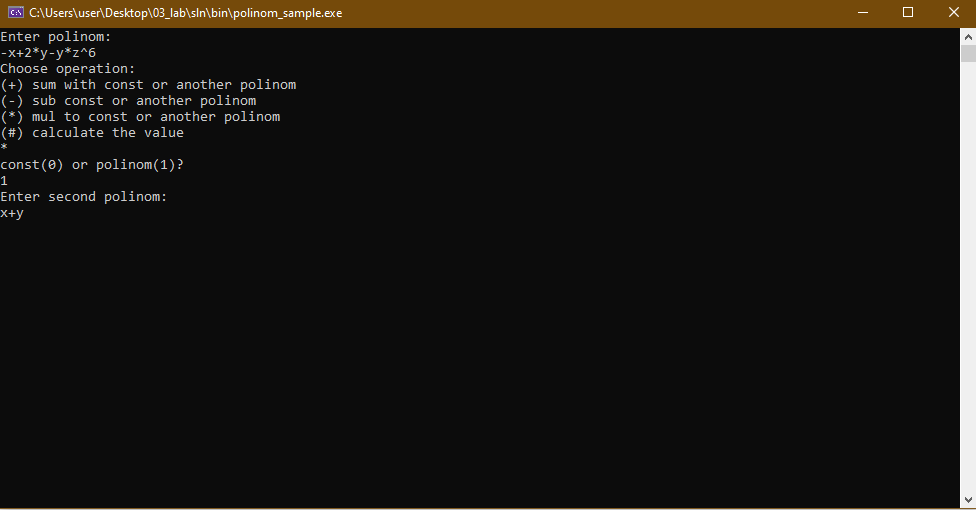 C:\Users\user\Desktop\03_lab\sln\bin\polinom_sample.exe
Enter polinom:
-x+2*y-y*z^6
Choose operation:
(+) sum with const or another polinom
(-) sub const or another polinom
(*) mul to const or another polinom
(#) calculate the value
*
const(0) or polinom(1)?
1
Enter second polinom:
x+y